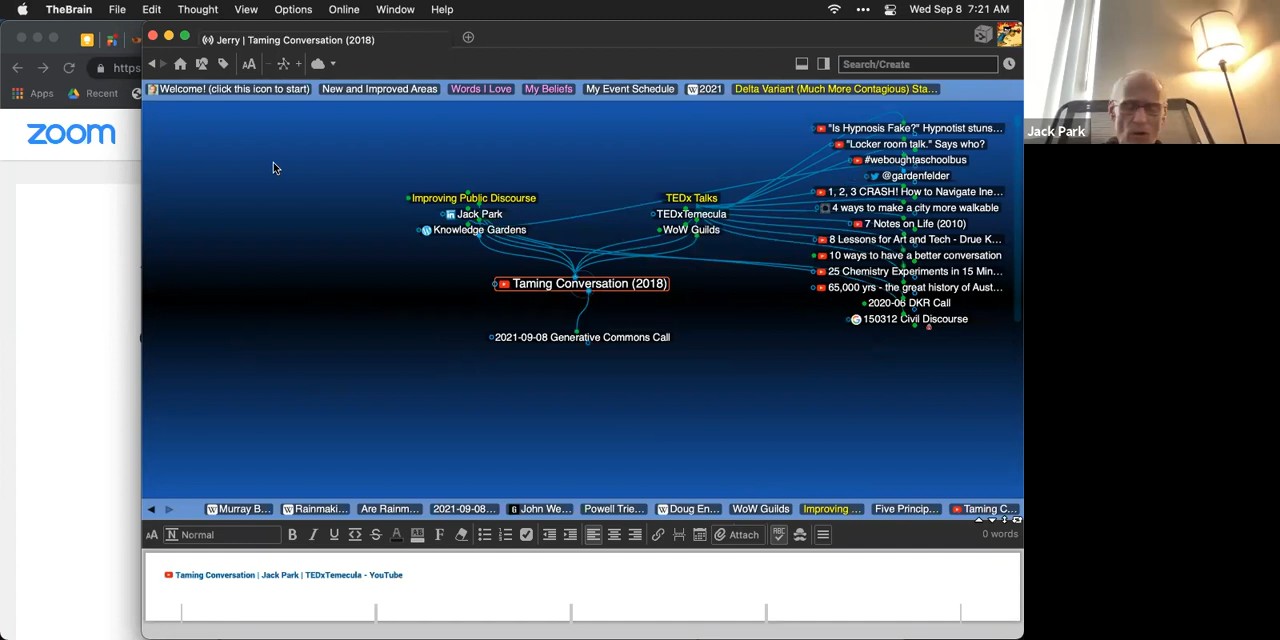 TheBrain File Edit Thought View Options Online Window Help Wed Sep 8 7:21 AM
Jerry | Taming Conversation (2018)
https
AA Search/Create
Apps Recent
Welcome! (click this icon to start) New and Improved Areas Words I Love My Beliefs My Event Schedule W 2021 Delta Variant (Much More Contagious) Sta...
zoom
Jack Park
"Is Hypnosis Fake?" Hypnotist stuns...
"Locker room talk." Says who?
#weboughtaschoolbus
@gardenfelder
1, 2, 3 CRASH! How to Navigate Ine...
4 ways to make a city more walkable
7 Notes on Life (2010)
8 Lessons for Art and Tech - Drue K...
10 ways to have a better conversation
25 Chemistry Experiments in 15 Min...
65,000 yrs - the great history of Aust...
2020-06 DKR Call
150312 Civil Discourse
Improving Public Discourse
Jack Park
Knowledge Gardens
TEDx Talks
TEDxTemecula
WoW Guilds
Taming Conversation (2018)
2021-09-08 Generative Commons Call
Murray B... Rainmaki... Are Rainm... 2021-09-08... John We... Powell Trie... Doug En... WoW Guilds Improving ... Five Princip... Taming C...
AA N Normal B I U S A F Attach ABC 0 words
Taming Conversation | Jack Park | TEDxTemecula - YouTube